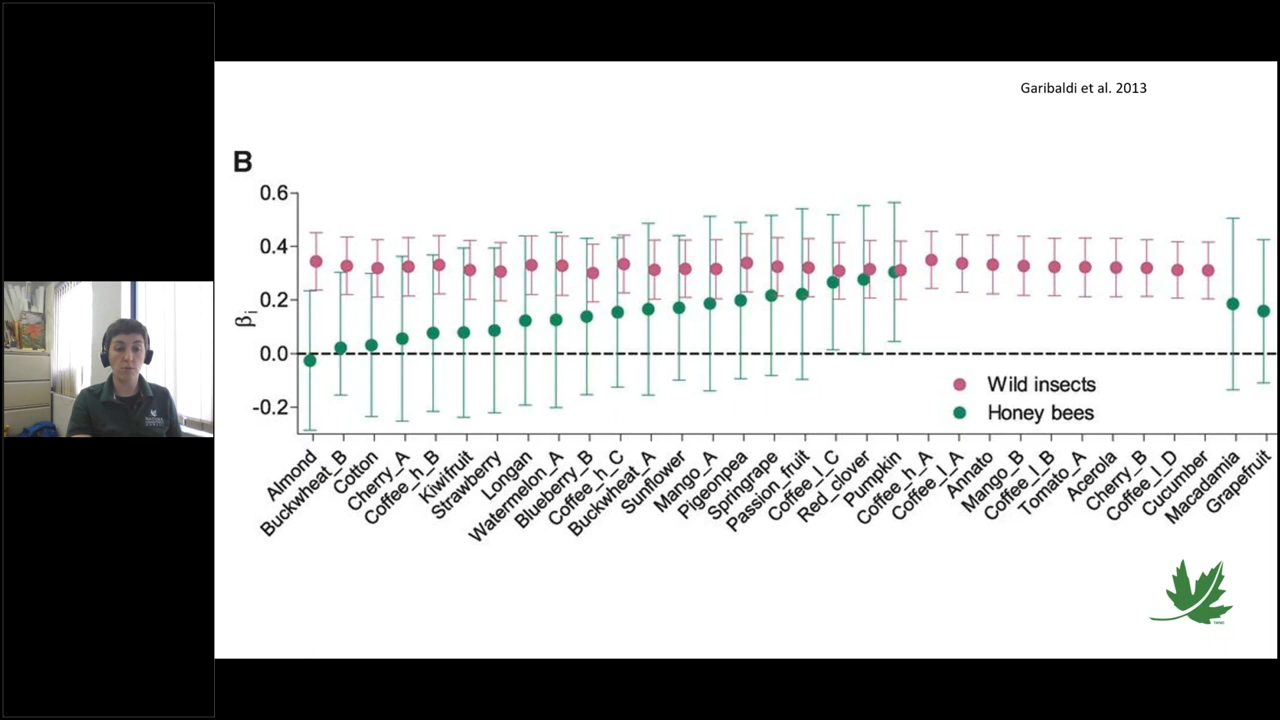 Garibaldi et al. 2013
B
0.6
0.4
0.2
0.0
-0.2
βi
Wild insects
Honey bees
Almond
Buckwheat_B
Cotton
Cherry_A
Coffee_h_B
Kiwifruit
Strawberry
Longan
Watermelon_A
Blueberry_B
Coffee_h_C
Buckwheat_A
Sunflower
Mango_A
Pigeonpea
Springrape
Passion_fruit
Coffee_l_C
Red_clover
Pumpkin
Coffee_h_A
Coffee_l_A
Annato
Mango_B
Coffee_l_B
Tomato_A
Acerola
Cherry_B
Coffee_l_D
Cucumber
Macadamia
Grapefruit